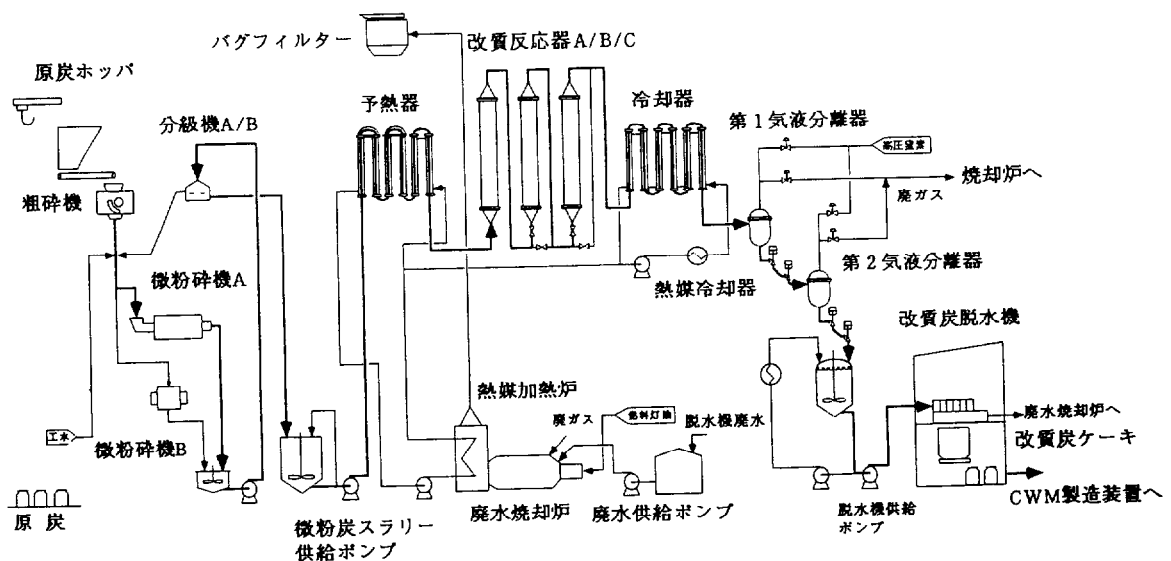 バグフィルター
改質反応器A/B/C
原炭ホッパ
予熱器
冷却器
第1気液分離器
分級機A/B
高圧窒素
焼却炉へ
粗砕機
廃ガス
第2気液分離器
微粉砕機A
熱媒冷却器
改質炭脱水機
熱媒加熱炉
廃ガス
燃料灯油
脱水機廃水
廃水焼却炉へ
工水
微粉砕機B
改質炭ケーキ
CWM製造装置へ
原炭
微粉炭スラリー
供給ポンプ
廃水焼却炉
廃水供給ポンプ
脱水機供給
ポンプ